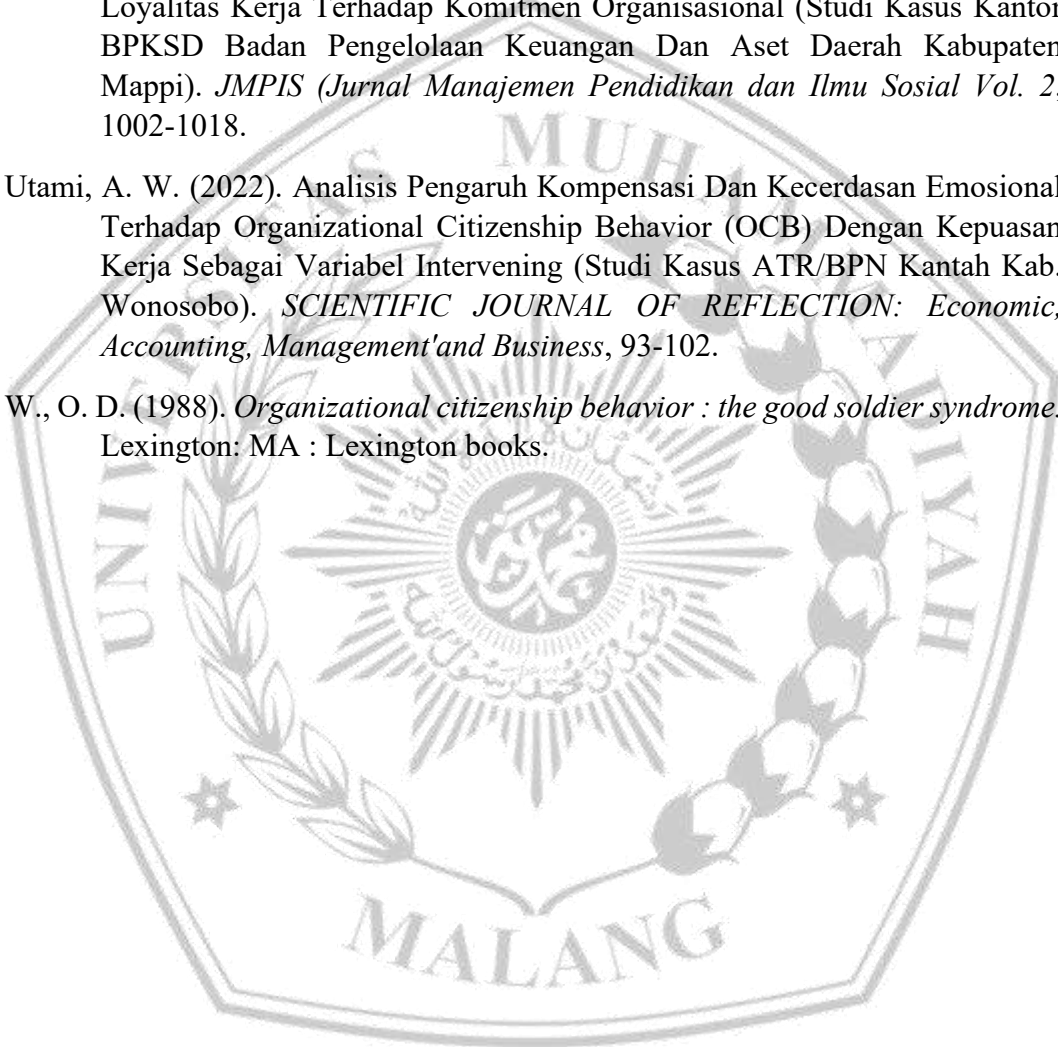 Loyalitas Kerja Terhadap Komitmen Organisasional (Studi Kasus Kantor
BPKSD Badan Pengelolaan Keuangan Dan Aset Daerah Kabupaten
Mappi). JMPIS (Jurnal Manajemen Pendidikan dan Ilmu Sosial Vol. 2,
1002-1018.
Utami, A. W. (2022). Analisis Pengaruh Kompensasi Dan Kecerdasan Emosional
Terhadap Organizational Citizenship Behavior (OCB) Dengan Kepuasan
Kerja Sebagai Variabel Intervening (Studi Kasus ATR/BPN Kantah Kab.
Wonosobo). SCIENTIFIC JOURNAL OF REFLECTION: Economic,
Accounting, Management'and Business, 93-102.
W., O. D. (1988). Organizational citizenship behavior : the good soldier syndrome.
Lexington: MA : Lexington books.
UNIVERSITAS MUHAMMADIYAH
MALANG